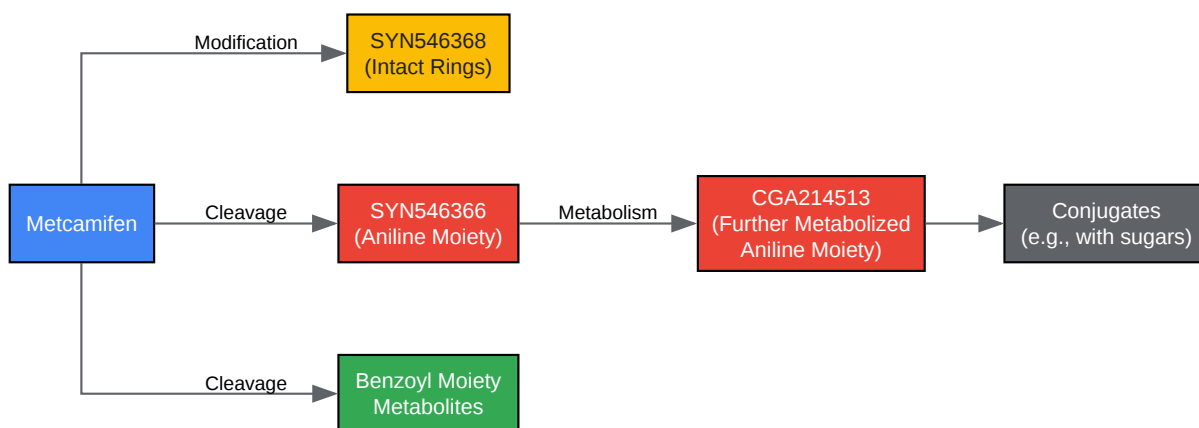 Modification
SYN546368
(Intact Rings)
Metcamifen
Cleavage
SYN546366
(Aniline Moiety)
Metabolism
CGA214513
(Further Metabolized
Aniline Moiety)
Conjugates
(e.g., with sugars)
Cleavage
Benzoyl Moiety
Metabolites